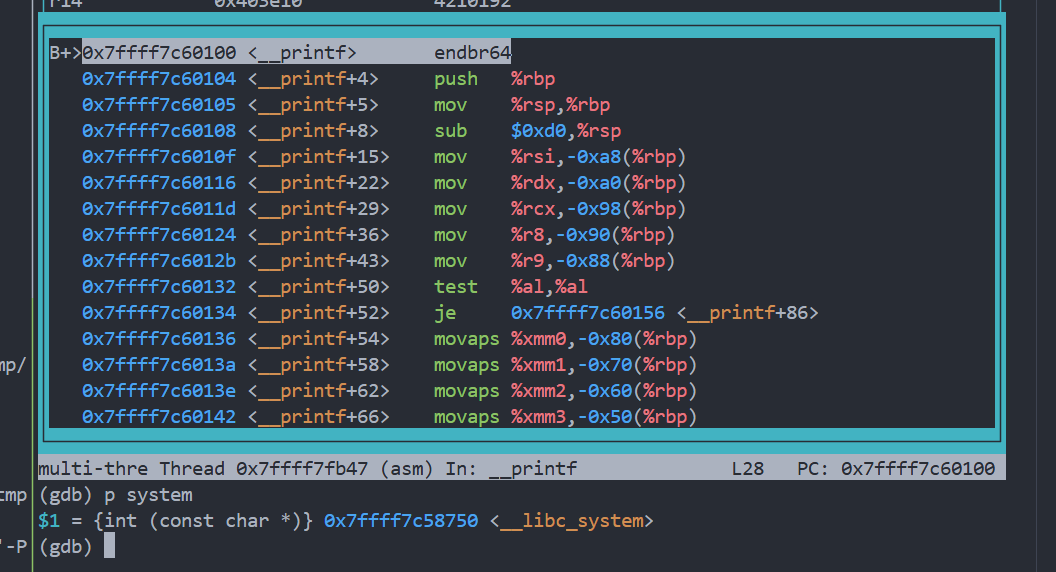 r14 0x403e10 4210192
B+>0x7ffff7c60100 <__printf> endbr64
0x7ffff7c60104 <__printf+4> push %rbp
0x7ffff7c60105 <__printf+5> mov %rsp,%rbp
0x7ffff7c60108 <__printf+8> sub $0xd0,%rsp
0x7ffff7c6010f <__printf+15> mov %rsi,-0xa8(%rbp)
0x7ffff7c60116 <__printf+22> mov %rdx,-0xa0(%rbp)
0x7ffff7c6011d <__printf+29> mov %rcx,-0x98(%rbp)
0x7ffff7c60124 <__printf+36> mov %r8,-0x90(%rbp)
0x7ffff7c6012b <__printf+43> mov %r9,-0x88(%rbp)
0x7ffff7c60132 <__printf+50> test %al,%al
0x7ffff7c60134 <__printf+52> je 0x7ffff7c60156 <__printf+86>
0x7ffff7c60136 <__printf+54> movaps %xmm0,-0x80(%rbp)
mp/ 0x7ffff7c6013a <__printf+58> movaps %xmm1,-0x70(%rbp)
0x7ffff7c6013e <__printf+62> movaps %xmm2,-0x60(%rbp)
0x7ffff7c60142 <__printf+66> movaps %xmm3,-0x50(%rbp)
multi-thre Thread 0x7ffff7fb47 (asm) In: __printf L28 PC: 0x7ffff7c60100
tmp (gdb) p system
$1 = {int (const char *)} 0x7ffff7c58750 <__libc_system>
'-P (gdb)